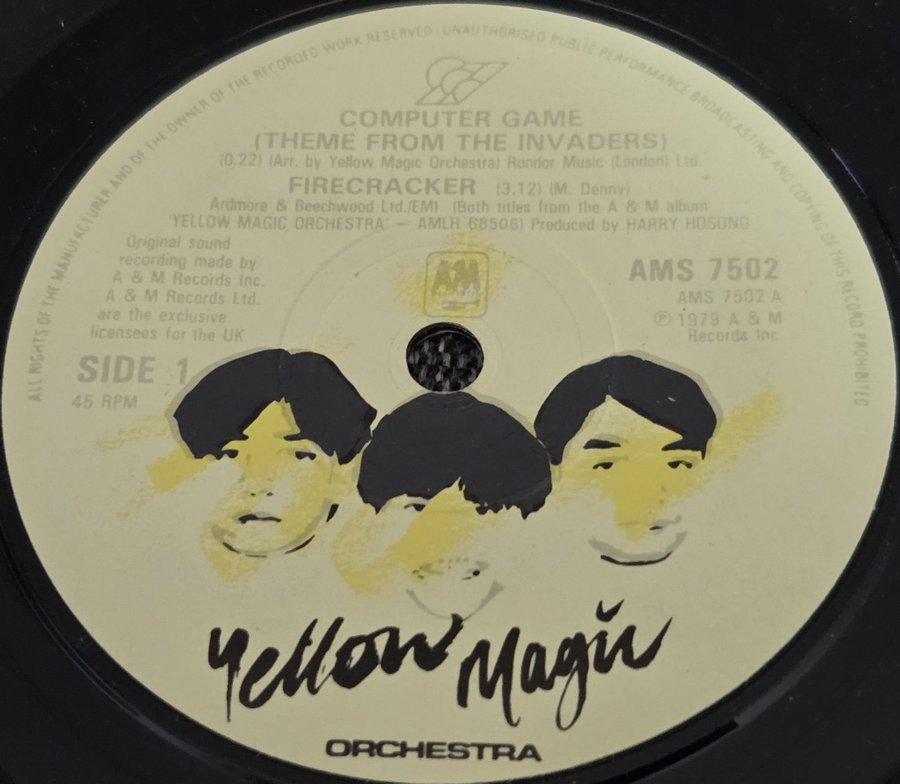 ALL RIGHTS OF THE MANUFACTURER AND OF THE OWNER OF THE RECORDED WORK RESERVED · UNAUTHORISED PUBLIC PERFORMANCE BROADCASTING AND COPYING OF THIS RECORD PROHIBITED
COMPUTER GAME
(THEME FROM THE INVADERS)
(0.22) (Arr. by Yellow Magic Orchestra) Rondor Music (London) Ltd.
FIRECRACKER (3.12) (M. Denny)
Ardmore & Beechwood Ltd./EMI (Both titles from the A & M album
'YELLOW MAGIC ORCHESTRA' — AMLH 68506) Produced by HARRY HOSONO
Original sound
recording made by
A & M Records Inc.
A & M Records Ltd.
are the exclusive
licensees for the UK
SIDE 1
45 RPM
AM
AMS 7502
AMS 7502 A
℗ 1979 A & M
Records Inc.
Yellow Magic
ORCHESTRA